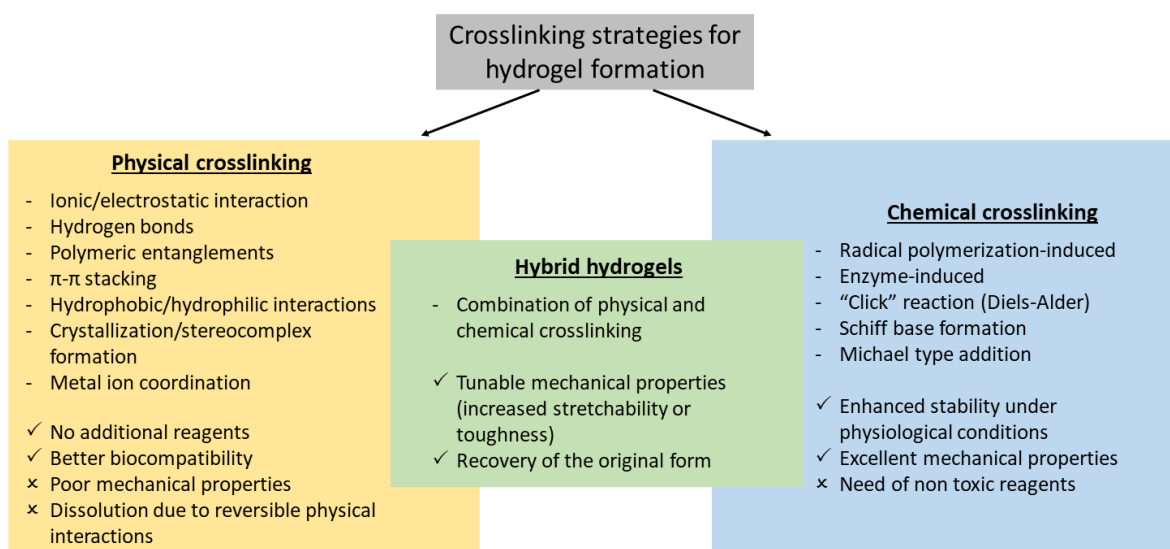 Crosslinking strategies for
hydrogel formation
Physical crosslinking
- Ionic/electrostatic interaction
- Hydrogen bonds
- Polymeric entanglements
- π-π stacking
- Hydrophobic/hydrophilic interactions
- Crystallization/stereocomplex
formation
- Metal ion coordination
✓ No additional reagents
✓ Better biocompatibility
× Poor mechanical properties
× Dissolution due to reversible physical
interactions
Hybrid hydrogels
- Combination of physical and
chemical crosslinking
✓ Tunable mechanical properties
(increased stretchability or
toughness)
✓ Recovery of the original form
Chemical crosslinking
- Radical polymerization-induced
- Enzyme-induced
- “Click” reaction (Diels-Alder)
- Schiff base formation
- Michael type addition
✓ Enhanced stability under
physiological conditions
✓ Excellent mechanical properties
× Need of non toxic reagents